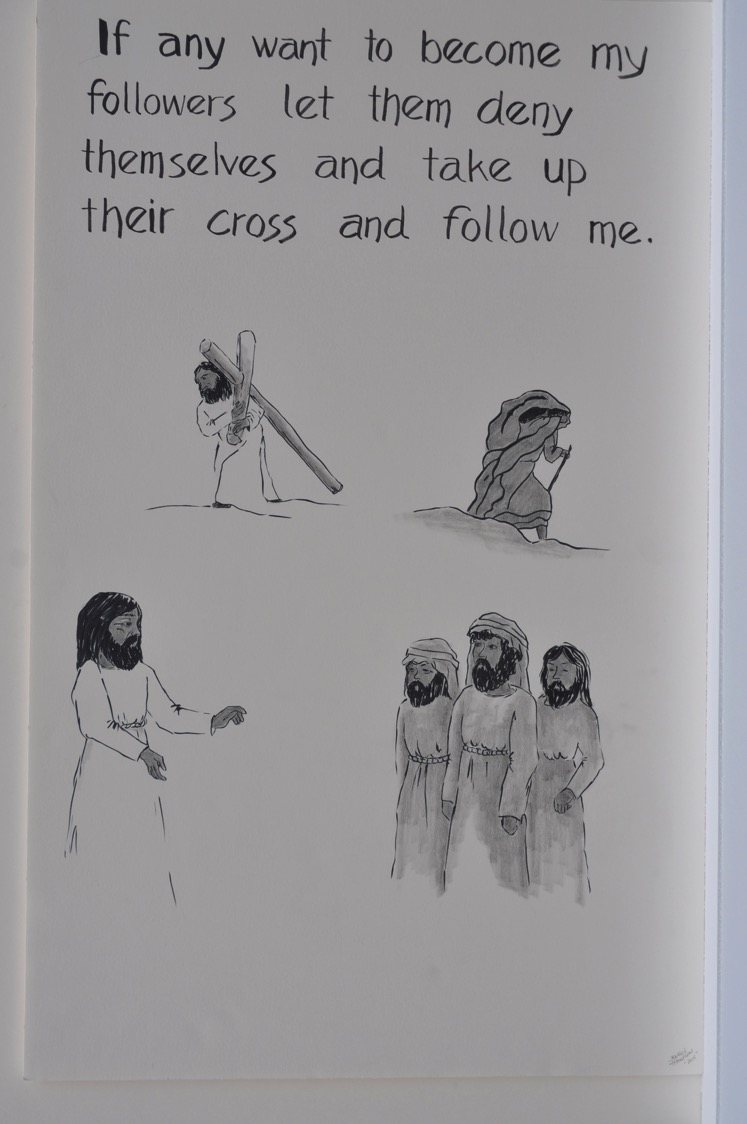 If any want to become my
followers let them deny
themselves and take up
their cross and follow me.